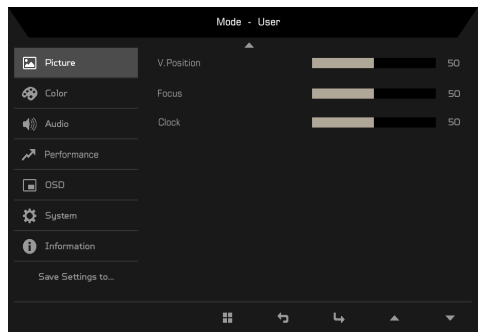 Mode - User
Picture
V.Position 50
Color
Focus 50
Audio
Clock 50
Performance
OSD
System
Information
Save Settings to...